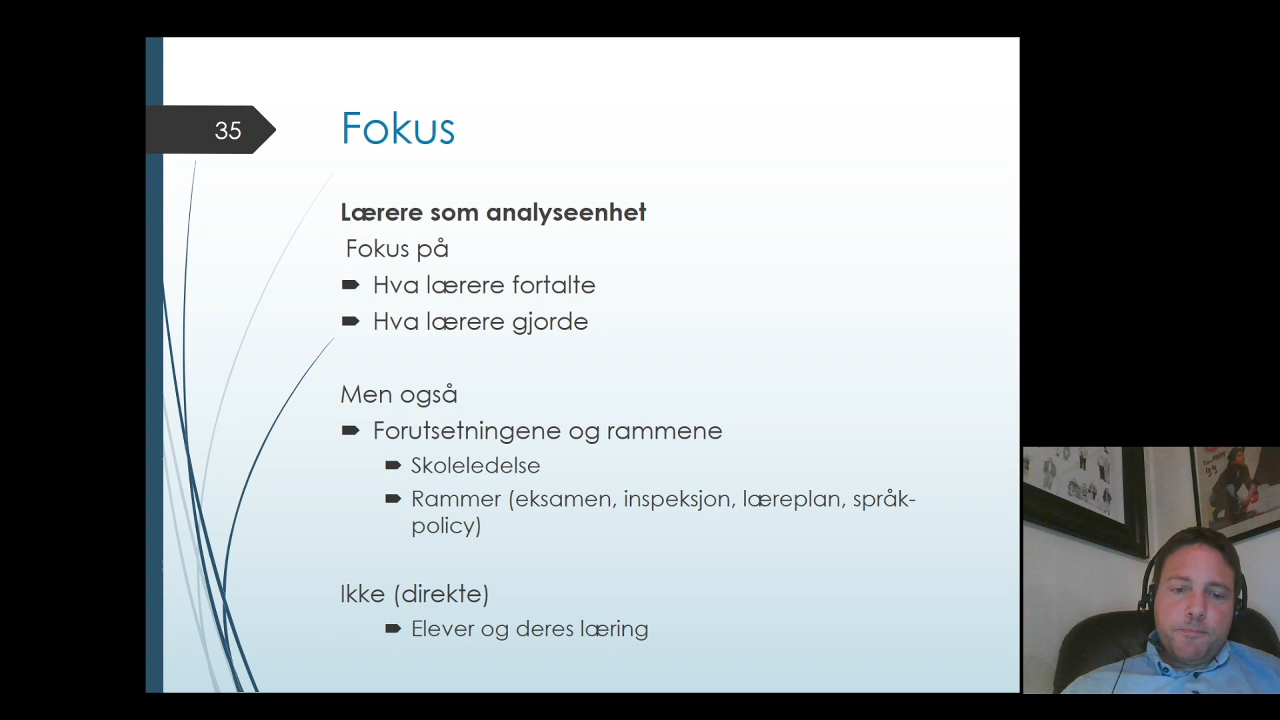 35
Fokus
Lærere som analyseenhet
Fokus på
Hva lærere fortalte
Hva lærere gjorde
Men også
Forutsetningene og rammene
Skoleledelse
Rammer (eksamen, inspeksjon, læreplan, språk-
policy)
Ikke (direkte)
Elever og deres læring